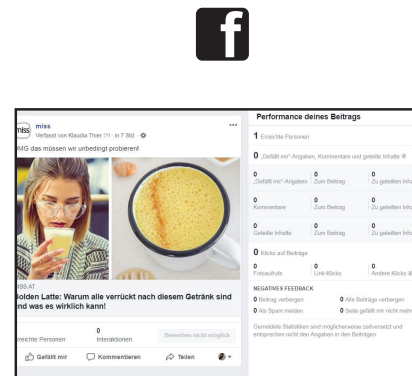 f
miss
miss
Verfasst von Klaudia Thier [?] · in 7 Std. ·
OMG das müssen wir unbedingt probieren!
MISS.AT
Golden Latte: Warum alle verrückt nach diesem Getränk sind
und was es wirklich kann!
erreichte Personen
0
Interaktionen
Bewerben nicht möglich
Gefällt mir
Kommentieren
Teilen
Performance deines Beitrags
1 Erreichte Personen
0 „Gefällt mir"-Angaben, Kommentare und geteilte Inhalte
0 0 0
„Gefällt mir"-Angaben Zum Beitrag Zu geteilten
0 0 0
Kommentare Zum Beitrag Zu geteilten
0 0 0
Geteilte Inhalte Zum Beitrag Zu geteilten
0 Klicks auf Beiträge
0 0 0
Fotoaufrufe Link-Klicks Andere Klicks
NEGATIVES FEEDBACK
0 Beitrag verbergen 0 Alle Beiträge verbergen
0 Als Spam melden 0 Seite gefällt mir nicht mehr
Gemeldete Statistiken sind möglicherweise zeitversetzt und
entsprechen nicht den Angaben in den Beiträgen